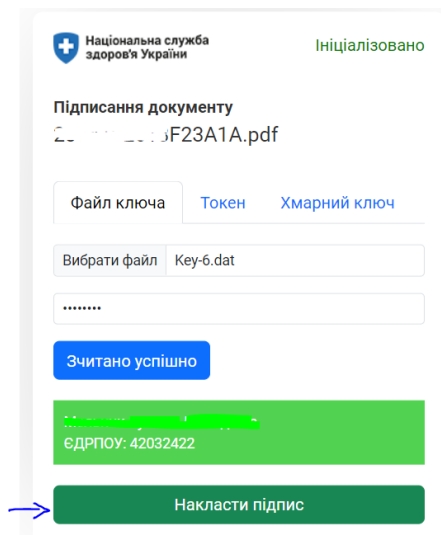 Національна служба
здоров'я України
Ініціалізовано
Підписання документу
F23A1A.pdf
Файл ключа Токен Хмарний ключ
Вибрати файл Key-6.dat
••••••••
Зчитано успішно
ЄДРПОУ: 42032422
Накласти підпис